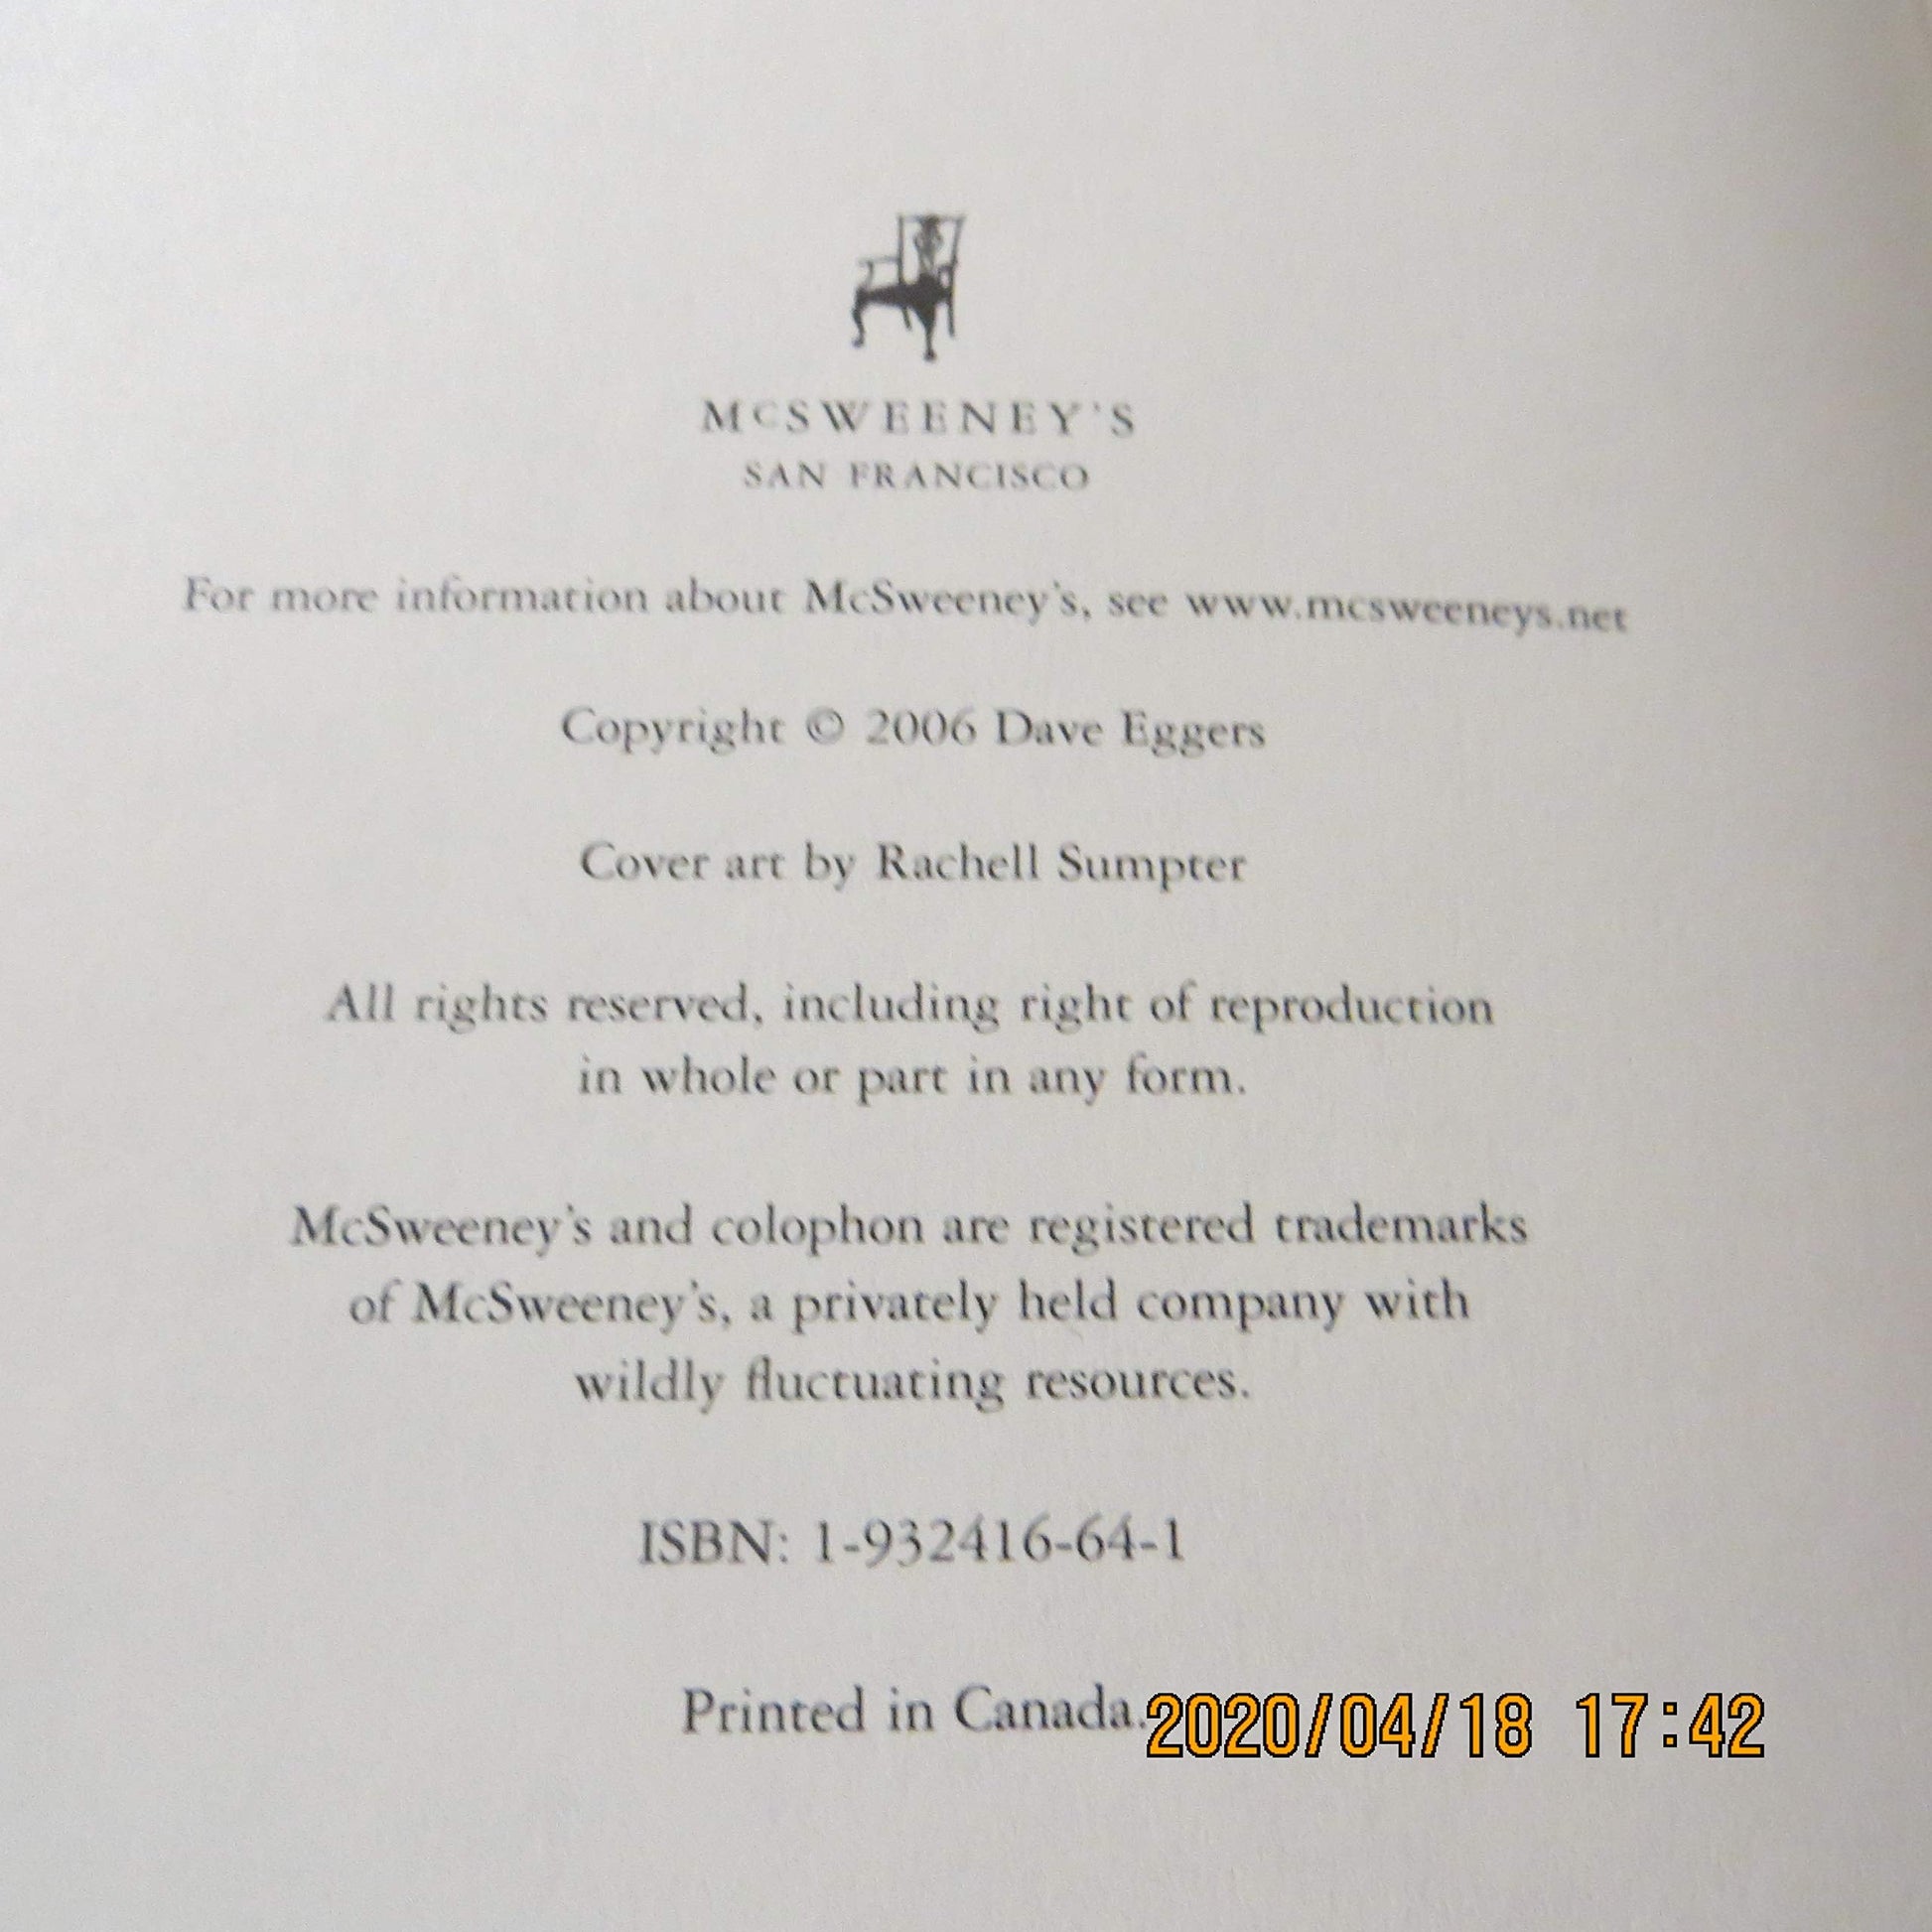 MCSWEENEY'S
SAN FRANCISCO
For more information about McSweeney's, see www.mcsweeneys.net
Copyright © 2006 Dave Eggers
Cover art by Rachell Sumpter
All rights reserved, including right of reproduction
in whole or part in any form.
McSweeney's and colophon are registered trademarks
of McSweeney's, a privately held company with
wildly fluctuating resources.
ISBN: 1-932416-64-1
Printed in Canada.
2020/04/18 17:42